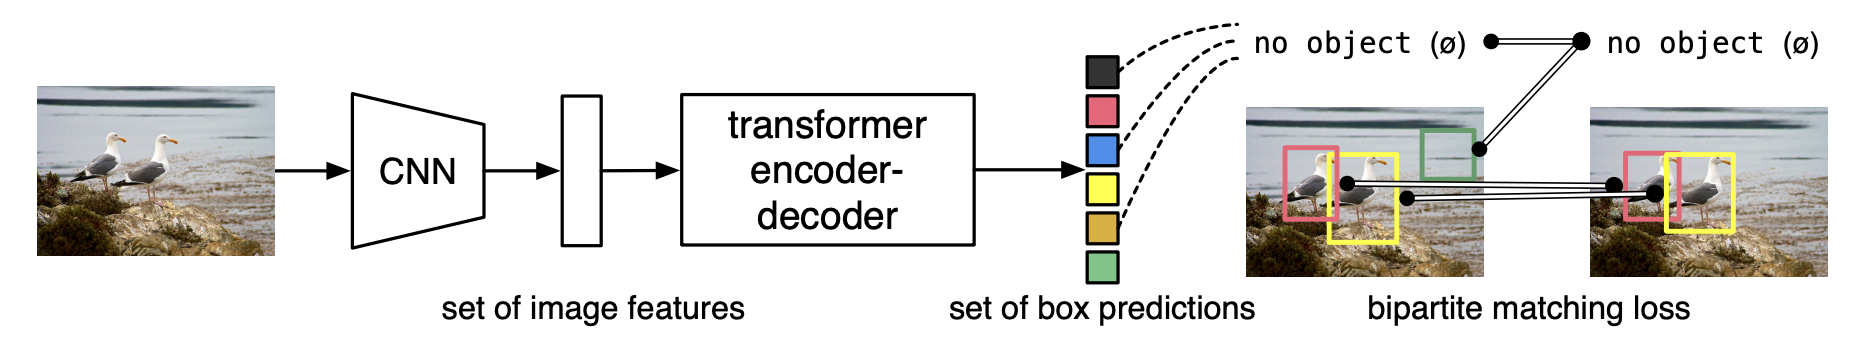 no object (ø)
no object (ø)
CNN
transformer
encoder-
decoder
set of image features
set of box predictions
bipartite matching loss